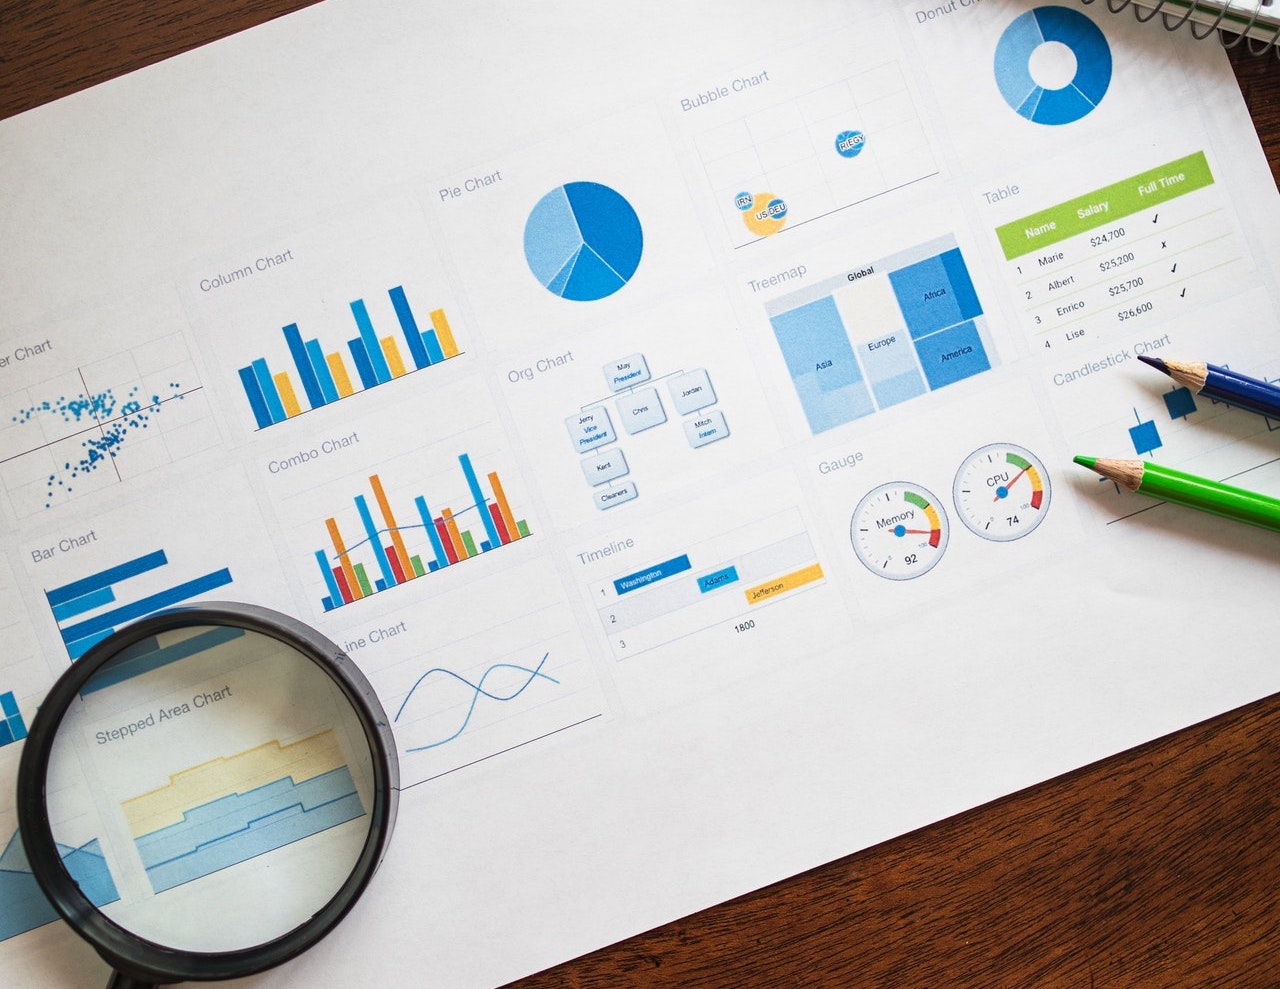 Donut Ch
Bubble Chart
HEGY
IRN
US
DEU
Pie Chart
Table
Name Salary Full Time
1 Marie $24,700 ✓
2 Albert $25,200 x
3 Enrico $25,700 ✓
4 Lise $26,600 ✓
Column Chart
Treemap
Global
Asia
Europe
Africa
America
er Chart
Org Chart
May
President
Jerry
Vice
President
Chris
Jordan
Kent
Mitch
Intern
Cleaners
Candlestick Chart
Combo Chart
Gauge
Memory
92
100
CPU
74
100
Bar Chart
Timeline
1 Washington
2 Adams
3 Jefferson
1800
Line Chart
Stepped Area Chart